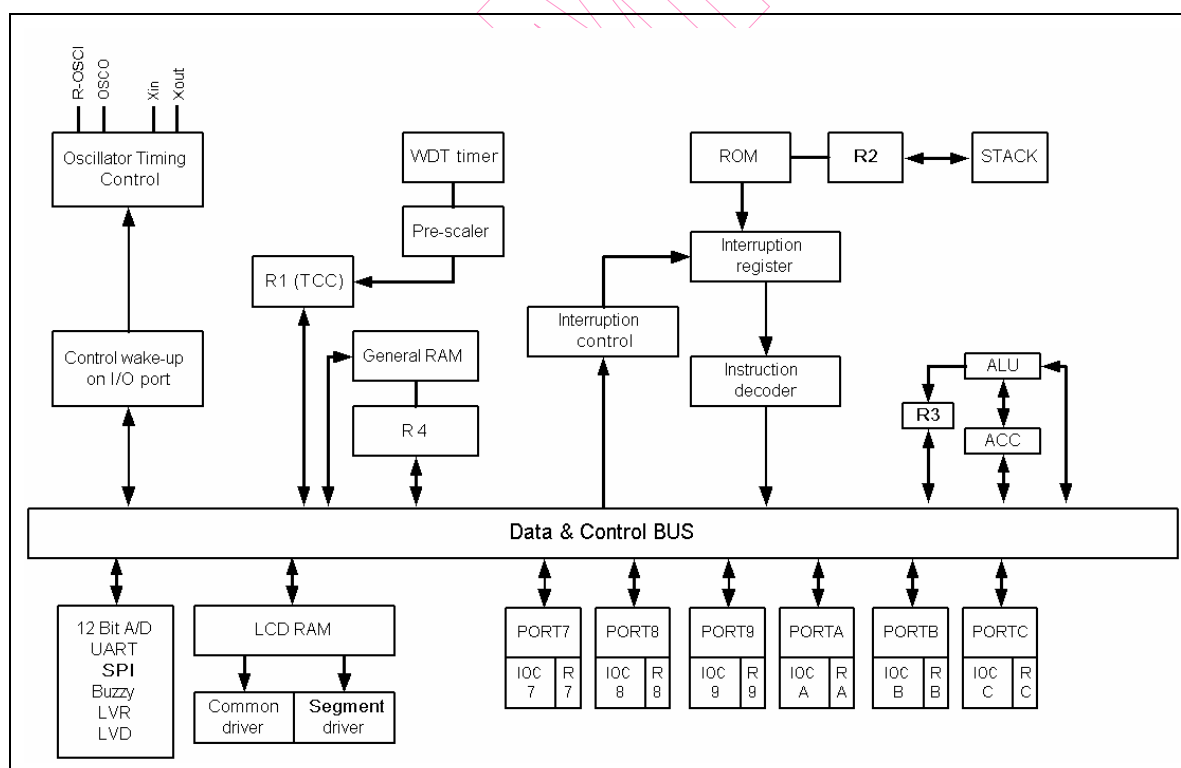 R-OSCI
OSCO
Xin
Xout
Oscillator Timing
Control
WDT timer
ROM
R2
STACK
Pre-scaler
Interruption
register
R1 (TCC)
Interruption
control
Control wake-up
on I/O port
General RAM
Instruction
decoder
ALU
R3
R 4
ACC
Data & Control BUS
12 Bit A/D
UART
SPI
Buzzy
LVR
LVD
LCD RAM
Common
driver
Segment
driver
PORT7
IOC
7
R
7
PORT8
IOC
8
R
8
PORT9
IOC
9
R
9
PORTA
IOC
A
R
A
PORTB
IOC
B
R
B
PORTC
IOC
C
R
C